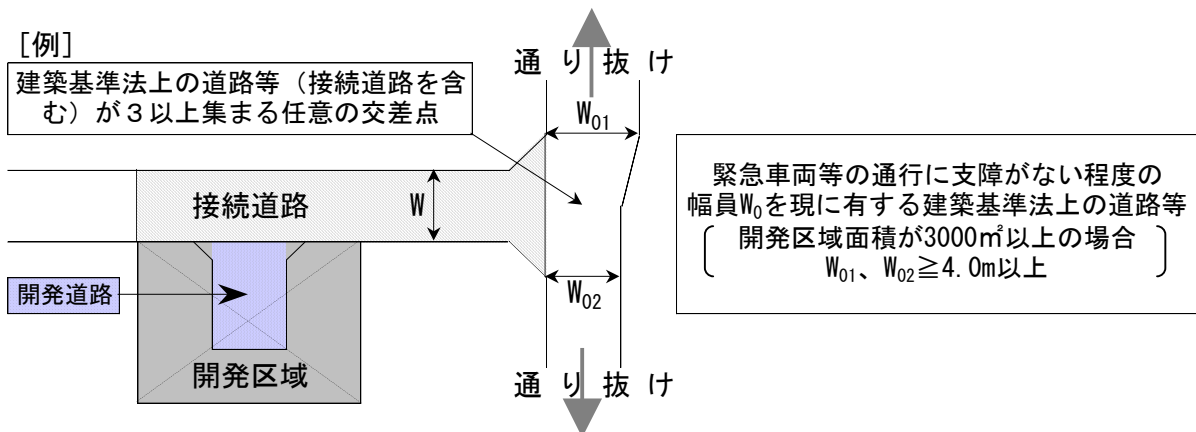 ［例］
通り抜け
建築基準法上の道路等（接続道路を含
む）が３以上集まる任意の交差点
W01
緊急車両等の通行に支障がない程度の
幅員W0を現に有する建築基準法上の道路等
開発区域面積が3000㎡以上の場合
W01、W02≧4.0m以上
接続道路
W
開発道路
W02
開発区域
通り抜け